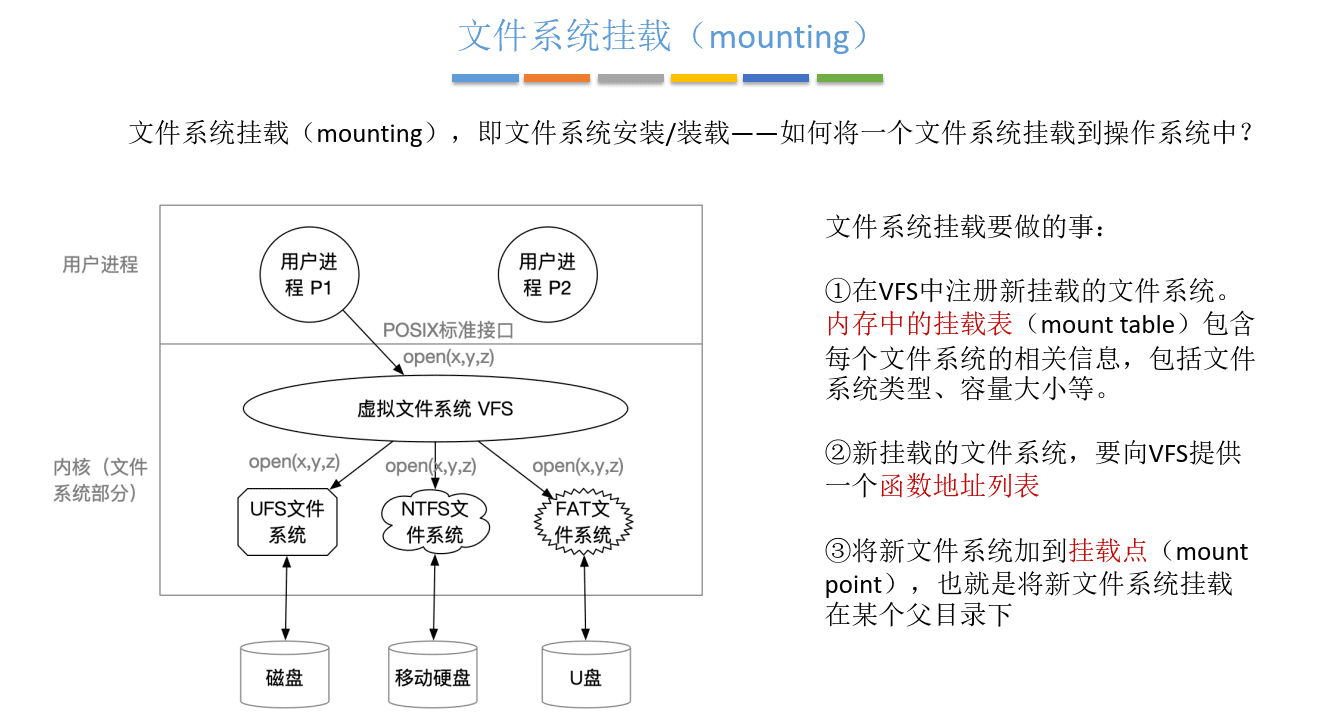 文件系统挂载（mounting）
文件系统挂载（mounting），即文件系统安装/装载——如何将一个文件系统挂载到操作系统中？
用户进程
用户进
程 P1
用户进
程 P2
POSIX标准接口
open(x,y,z)
虚拟文件系统 VFS
内核（文件
系统部分）
open(x,y,z)
open(x,y,z)
open(x,y,z)
UFS文件
系统
NTFS文
件系统
FAT文
件系统
磁盘
移动硬盘
U盘
文件系统挂载要做的事：
①在VFS中注册新挂载的文件系统。
内存中的挂载表（mount table）包含
每个文件系统的相关信息，包括文件
系统类型、容量大小等。
②新挂载的文件系统，要向VFS提供
一个函数地址列表
③将新文件系统加到挂载点（mount
point），也就是将新文件系统挂载
在某个父目录下